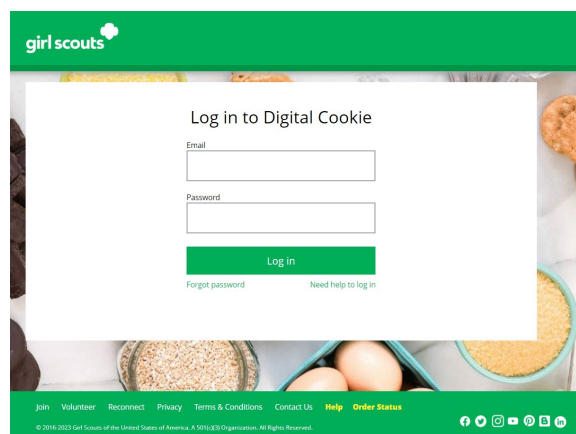 girl scouts
Log in to Digital Cookie
Email
Password
Log in
Forgot password Need help to log in
Join Volunteer Reconnect Privacy Terms & Conditions Contact Us Help Order Status
© 2016-2023 Girl Scouts of the United States of America. A 501(c)(3) Organization. All Rights Reserved.